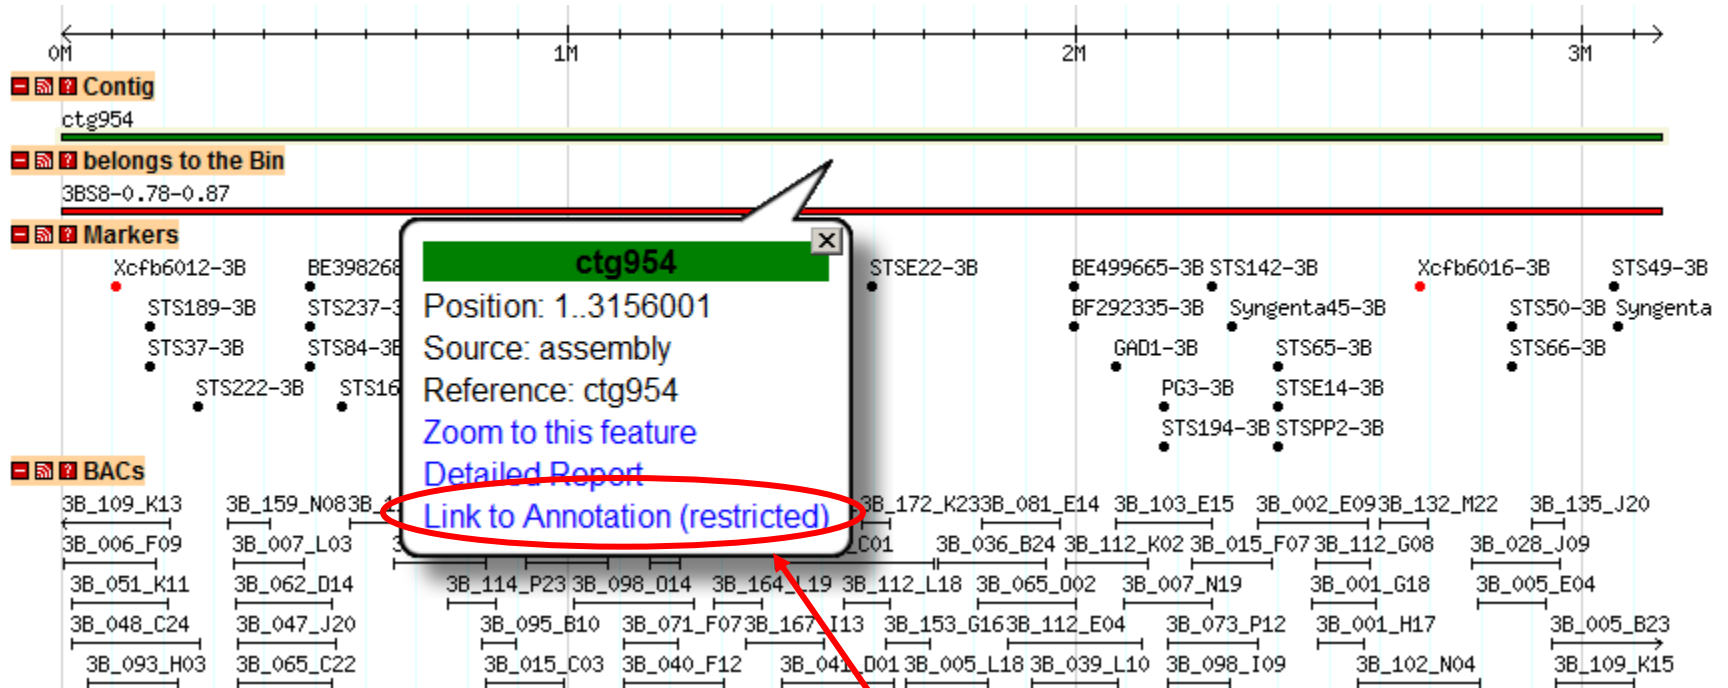 0M 1M 2M 3M
Contig
ctg954
belongs to the Bin
3BS8-0.78-0.87
Markers
Xcfb6012-3B BE398268 STSE22-3B BE499665-3B STS142-3B Xcfb6016-3B STS49-3B
STS189-3B STS237-3 BF292335-3B Syngenta45-3B STS50-3B Syngenta
STS37-3B STS84-3B GAD1-3B STS65-3B STS66-3B
STS222-3B STS16 PG3-3B STSE14-3B
STS194-3B STSPP2-3B
ctg954
Position: 1..3156001
Source: assembly
Reference: ctg954
Zoom to this feature
Detailed Report
Link to Annotation (restricted)
BACs
3B_109_K13 3B_159_N08 3B_1 3B_172_K23 3B_081_E14 3B_103_E15 3B_002_E09 3B_132_M22 3B_135_J20
3B_006_F09 3B_007_L03 C01 3B_036_B24 3B_112_K02 3B_015_F07 3B_112_G08 3B_028_J09
3B_051_K11 3B_062_D14 3B_114_P23 3B_098_O14 3B_164_L19 3B_112_L18 3B_065_O02 3B_007_N19 3B_001_G18 3B_005_E04
3B_048_C24 3B_047_J20 3B_095_B10 3B_071_F07 3B_167_I13 3B_153_G16 3B_112_E04 3B_073_P12 3B_001_H17 3B_005_B23
3B_093_H03 3B_065_C22 3B_015_C03 3B_040_F12 3B_041_D01 3B_005_L18 3B_039_L10 3B_098_I09 3B_102_N04 3B_109_K15